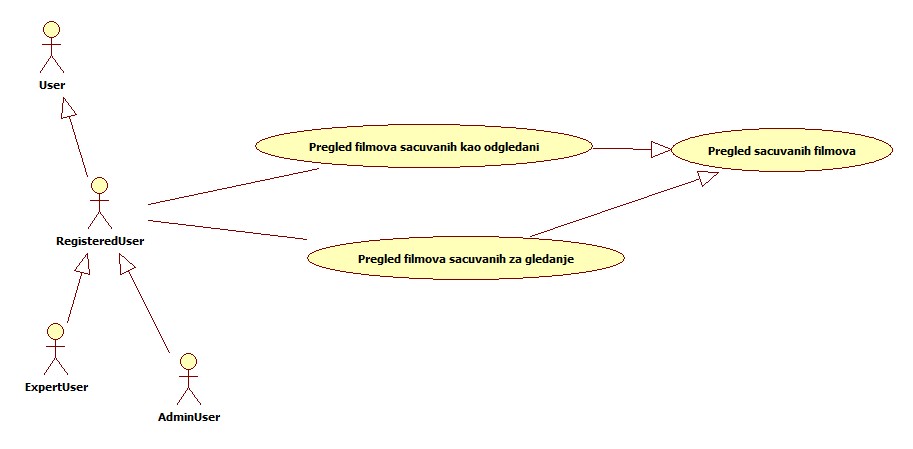 User
Pregled filmova sacuvanih kao odgledani
Pregled sacuvanih filmova
RegisteredUser
Pregled filmova sacuvanih za gledanje
ExpertUser
AdminUser